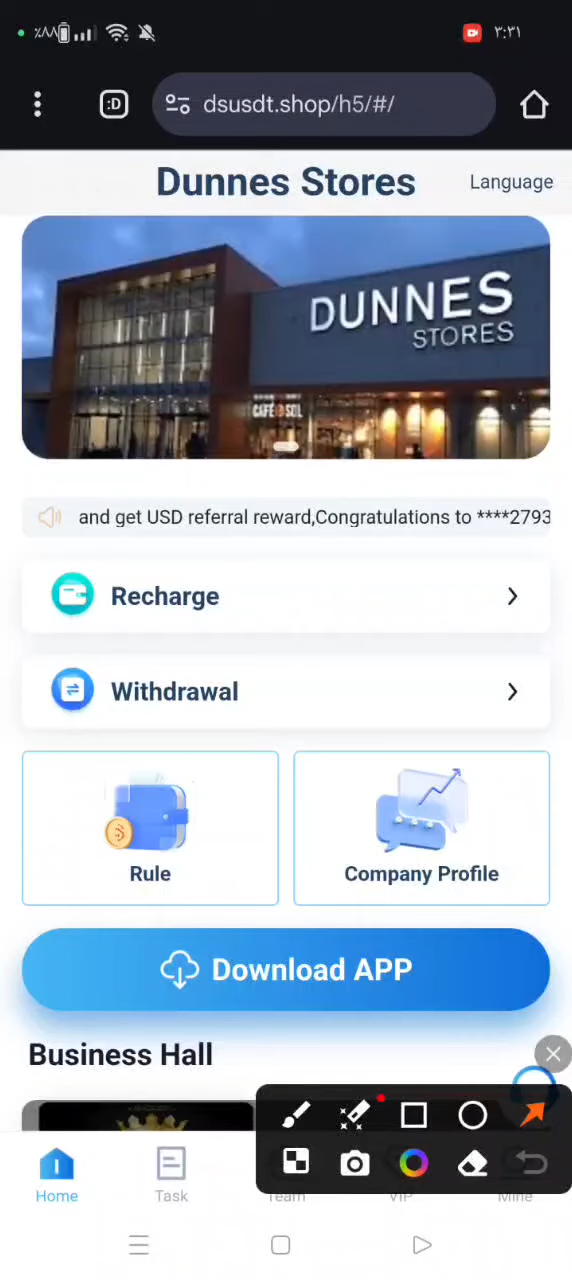 ٪٨٨
٣:٣١
:D
dsusdt.shop/h5/#/
Dunnes Stores
Language
DUNNES
STORES
CAFÉ SOL
and get USD referral reward,Congratulations to ****2793
Recharge
Withdrawal
Rule
Company Profile
Download APP
Business Hall
Home
Task
Team
VIP
Mine